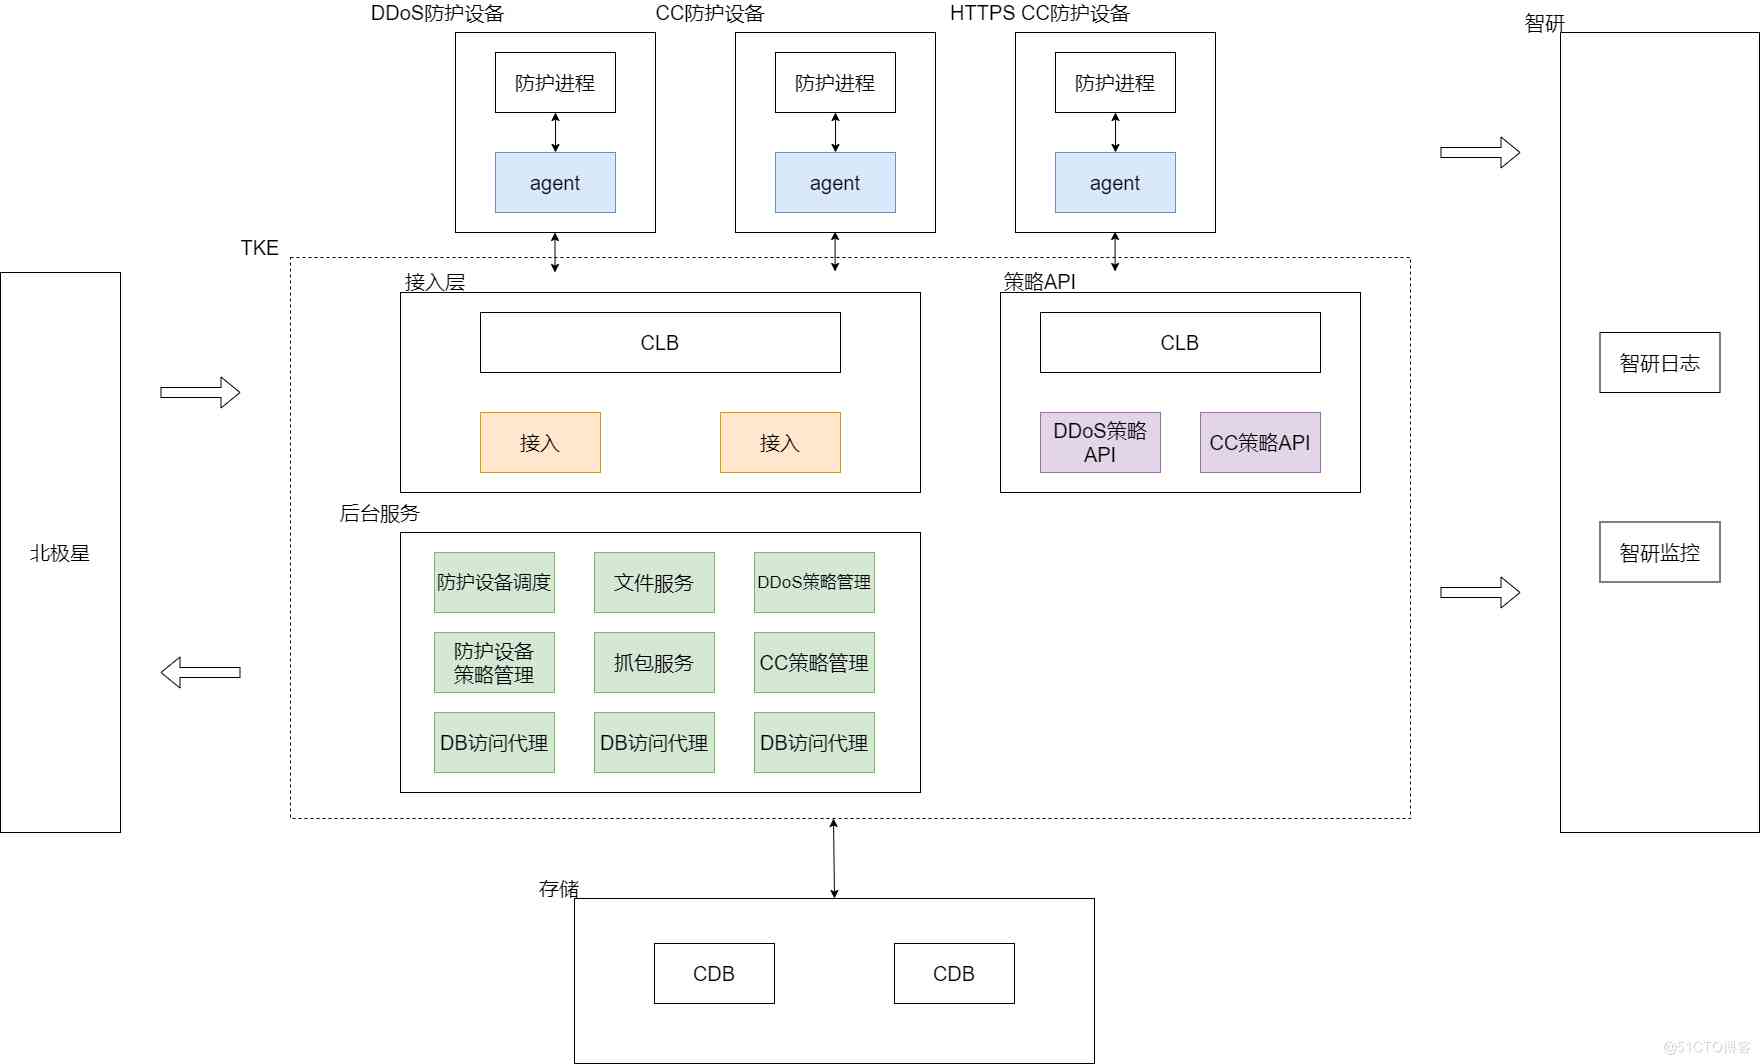 DDoS防护设备
CC防护设备
HTTPS CC防护设备
智研
防护进程
防护进程
防护进程
agent
agent
agent
TKE
接入层
策略API
CLB
CLB
智研日志
接入
接入
DDoS策略
API
CC策略API
后台服务
北极星
智研监控
防护设备调度
文件服务
DDoS策略管理
防护设备
策略管理
抓包服务
CC策略管理
DB访问代理
DB访问代理
DB访问代理
存储
CDB
CDB
@51CTO博客